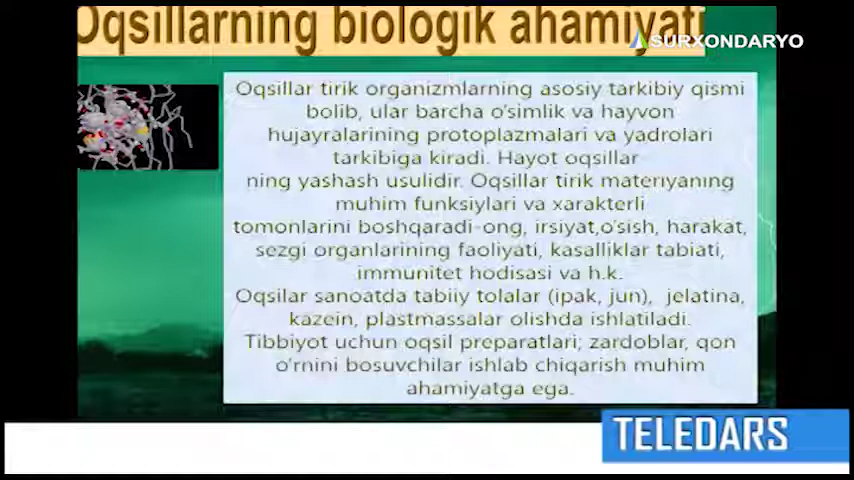 Oqsillarning biologik ahamiyati
SURXONDARYO
Oqsillar tirik organizmlarning asosiy tarkibiy qismi
bolib, ular barcha o'simlik va hayvon
hujayralarining protoplazmalari va yadrolari
tarkibiga kiradi. Hayot oqsillar
ning yashash usulidir. Oqsillar tirik materiyaning
muhim funksiylari va xarakterli
tomonlarini boshqaradi-ong, irsiyat,o'sish, harakat,
sezgi organlarining faoliyati, kasalliklar tabiati,
immunitet hodisasi va h.k.
Oqsilar sanoatda tabiiy tolalar (ipak, jun), jelatina,
kazein, plastmassalar olishda ishlatiladi.
Tibbiyot uchun oqsil preparatlari; zardoblar, qon
o'rnini bosuvchilar ishlab chiqarish muhim
ahamiyatga ega.
TELEDARS